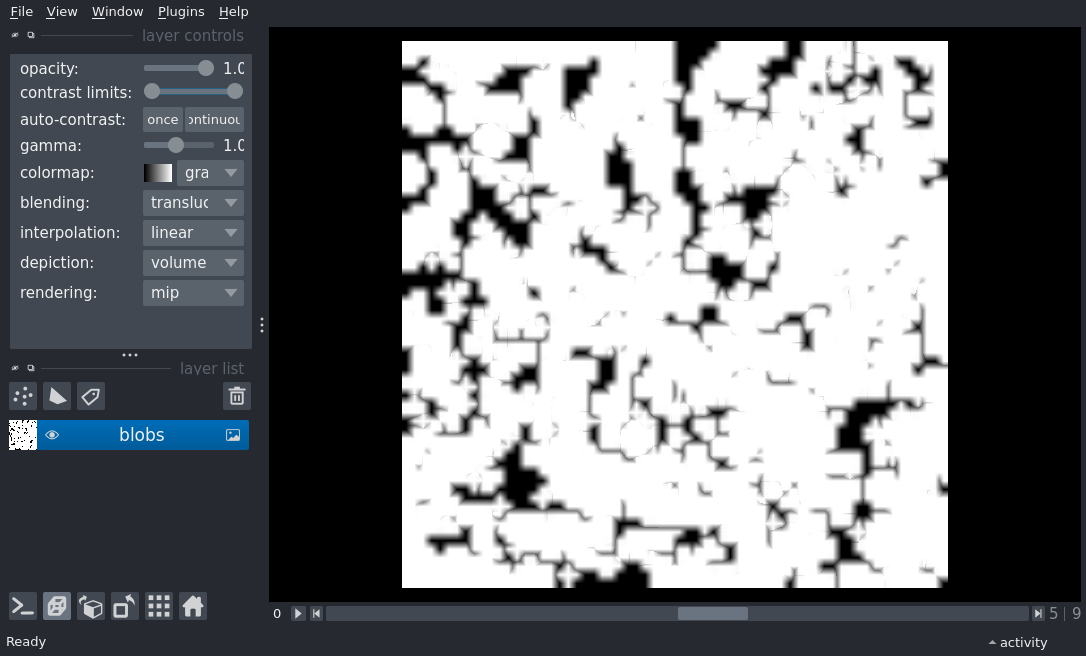 File View Window Plugins Help
layer controls
opacity: 1.0
contrast limits:
auto-contrast: once ontinuou
gamma: 1.0
colormap: gra
blending: transluc
interpolation: linear
depiction: volume
rendering: mip
layer list
blobs
0 5 9
Ready activity